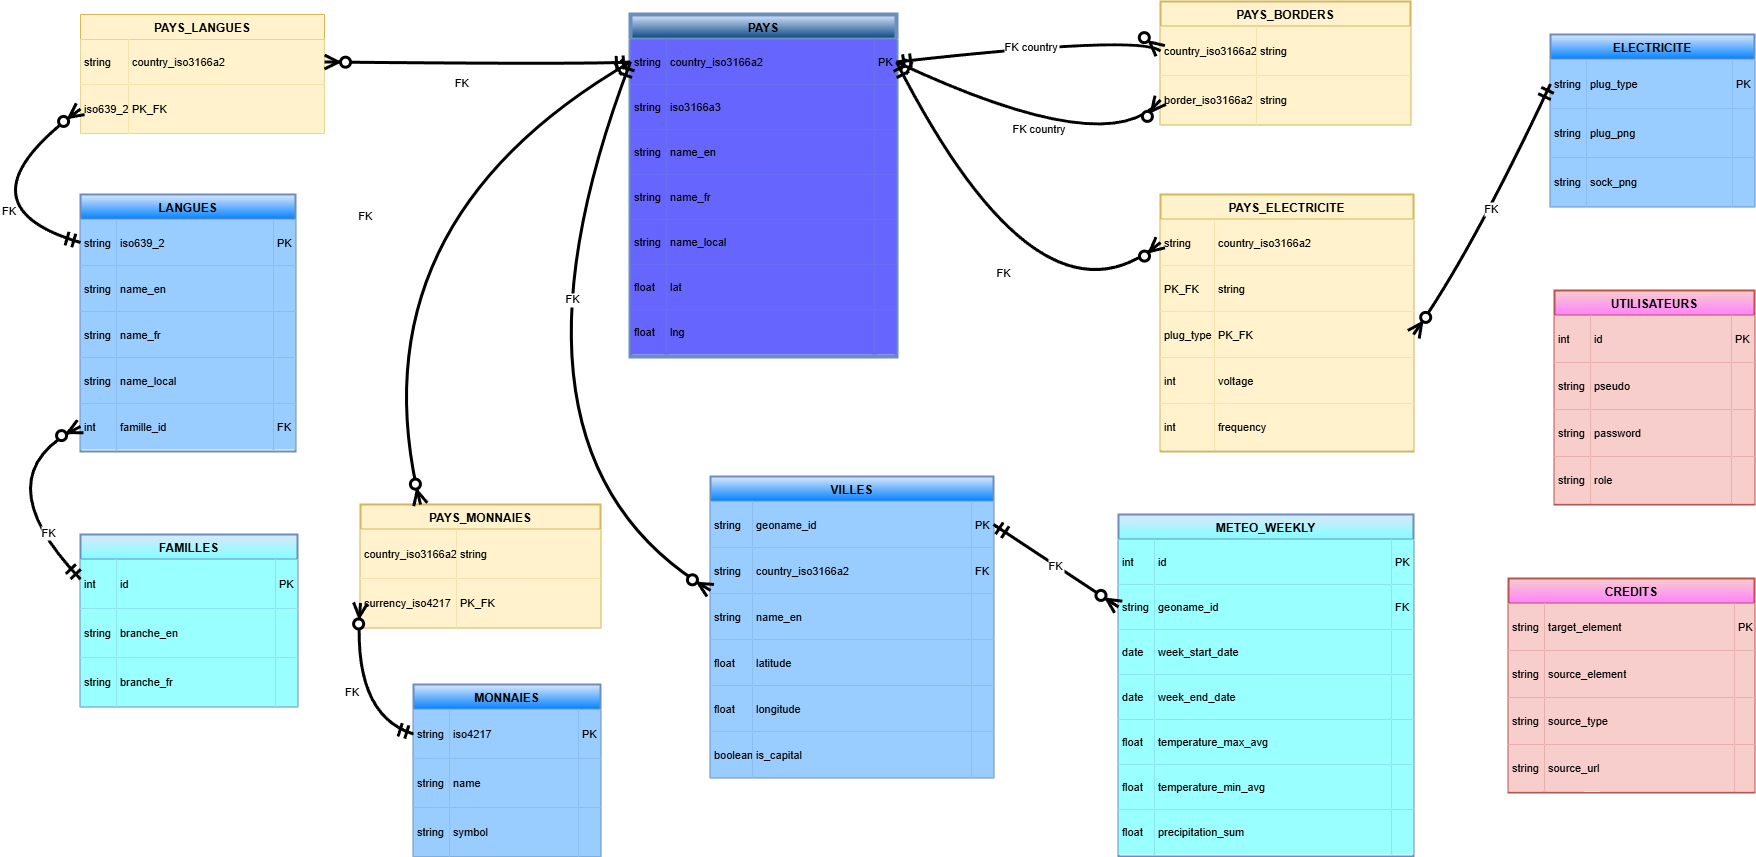 PAYS_LANGUES
string country_iso3166a2
iso639_2 PK_FK
FK
FK
LANGUES
string iso639_2 PK
string name_en
string name_fr
string name_local
int famille_id FK
FK
FAMILLES
int id PK
string branche_en
string branche_fr
PAYS
string country_iso3166a2 PK
string iso3166a3
string name_en
string name_fr
string name_local
float lat
float lng
FK
FK
PAYS_MONNAIES
country_iso3166a2 string
currency_iso4217 PK_FK
FK
MONNAIES
string iso4217 PK
string name
string symbol
VILLES
string geoname_id PK
string country_iso3166a2 FK
string name_en
float latitude
float longitude
boolean is_capital
FK
METEO_WEEKLY
int id PK
string geoname_id FK
date week_start_date
date week_end_date
float temperature_max_avg
float temperature_min_avg
float precipitation_sum
FK country
FK country
FK
PAYS_BORDERS
country_iso3166a2 string
border_iso3166a2 string
PAYS_ELECTRICITE
string country_iso3166a2
PK_FK string
plug_type PK_FK
int voltage
int frequency
FK
ELECTRICITE
string plug_type PK
string plug_png
string sock_png
UTILISATEURS
int id PK
string pseudo
string password
string role
CREDITS
string target_element PK
string source_element
string source_type
string source_url